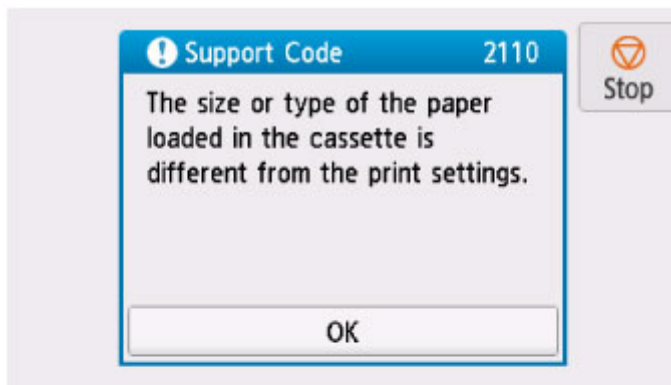 Support Code 2110
Stop
The size or type of the paper
loaded in the cassette is
different from the print settings.
OK